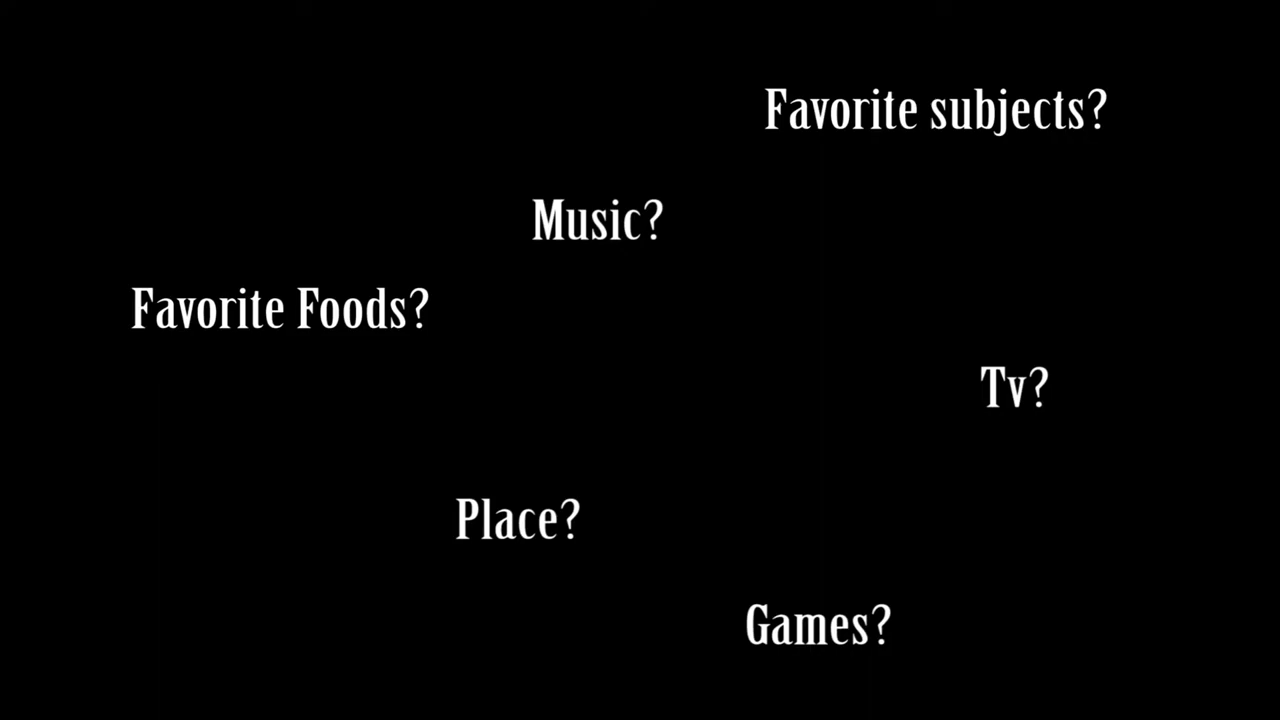 Favorite subjects?
Music?
Favorite Foods?
Tv?
Place?
Games?